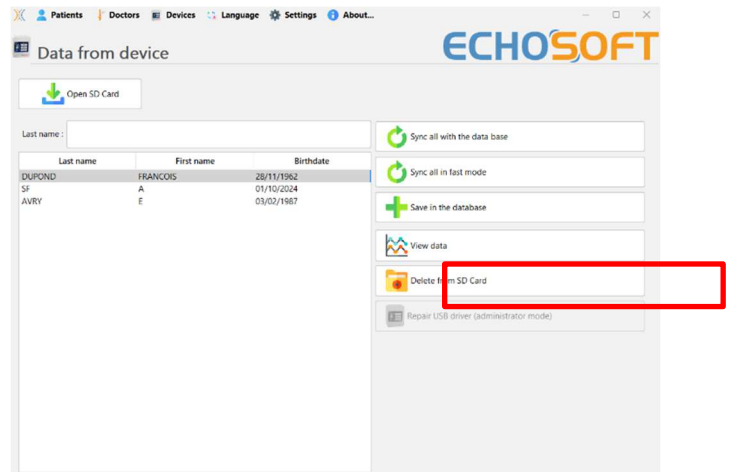 Patients Doctors Devices Language Settings About...
Data from device
ECHO'SOFT
Open SD Card
Last name :
Sync all with the data base
Last name First name Birthdate
DUPOND FRANCOIS 28/11/1962
Sync all in fast mode
SF A 01/10/2024
AVRY E 03/02/1987
Save in the database
View data
Delete from SD Card
Repair USB driver (administrator mode)